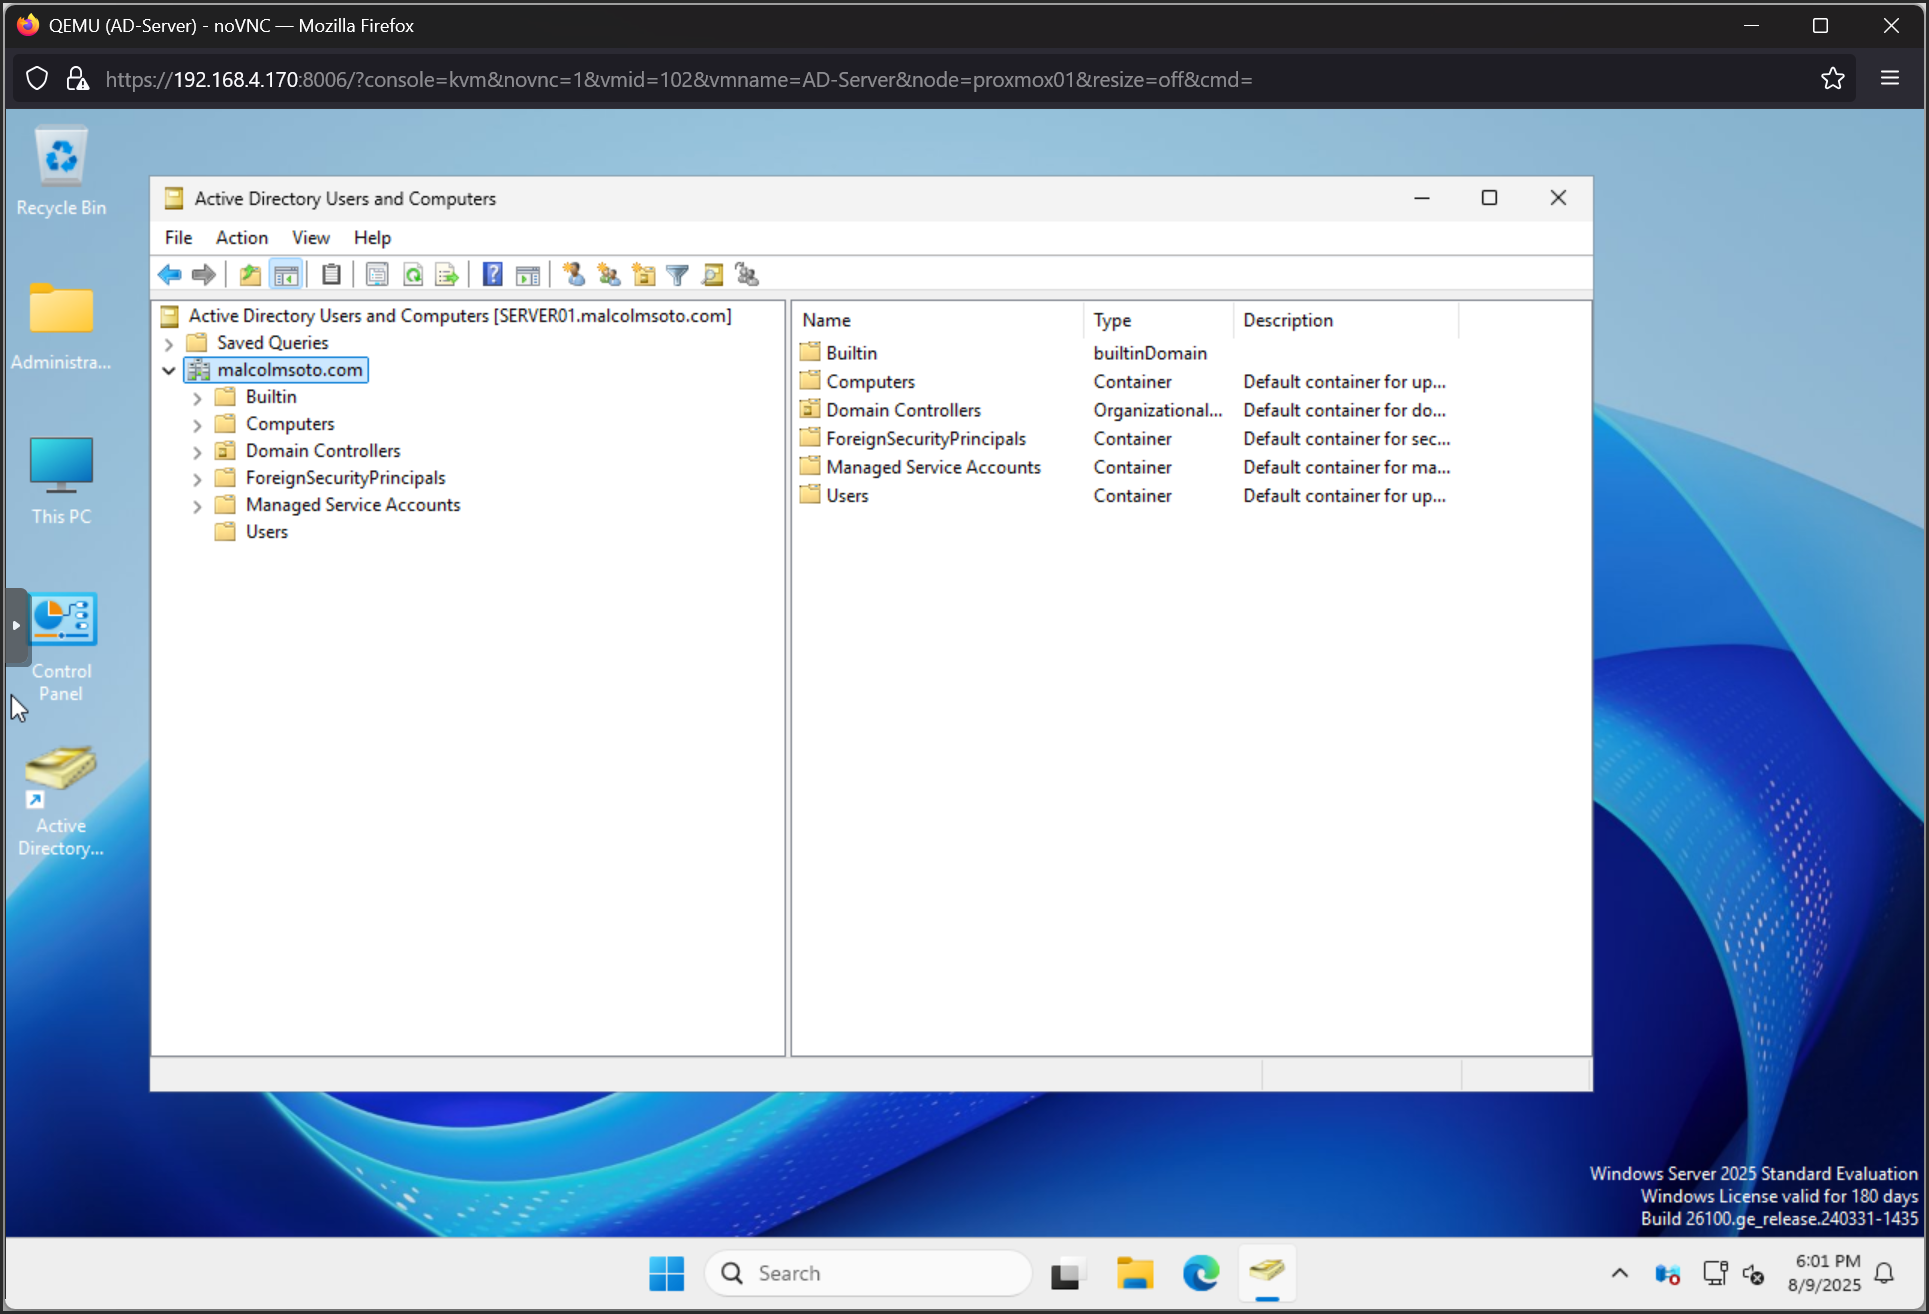 QEMU (AD-Server) - noVNC — Mozilla Firefox
https://192.168.4.170:8006/?console=kvm&novnc=1&vmid=102&vmname=AD-Server&node=proxmox01&resize=off&cmd=
Recycle Bin
Administra...
This PC
Control
Panel
Active
Directory...
Active Directory Users and Computers
File Action View Help
Active Directory Users and Computers [SERVER01.malcolmsoto.com]
Saved Queries
malcolmsoto.com
Builtin
Computers
Domain Controllers
ForeignSecurityPrincipals
Managed Service Accounts
Users
Name Type Description
Builtin builtinDomain
Computers Container Default container for up...
Domain Controllers Organizational... Default container for do...
ForeignSecurityPrincipals Container Default container for sec...
Managed Service Accounts Container Default container for ma...
Users Container Default container for up...
Windows Server 2025 Standard Evaluation
Windows License valid for 180 days
Build 26100.ge_release.240331-1435
Search
6:01 PM
8/9/2025